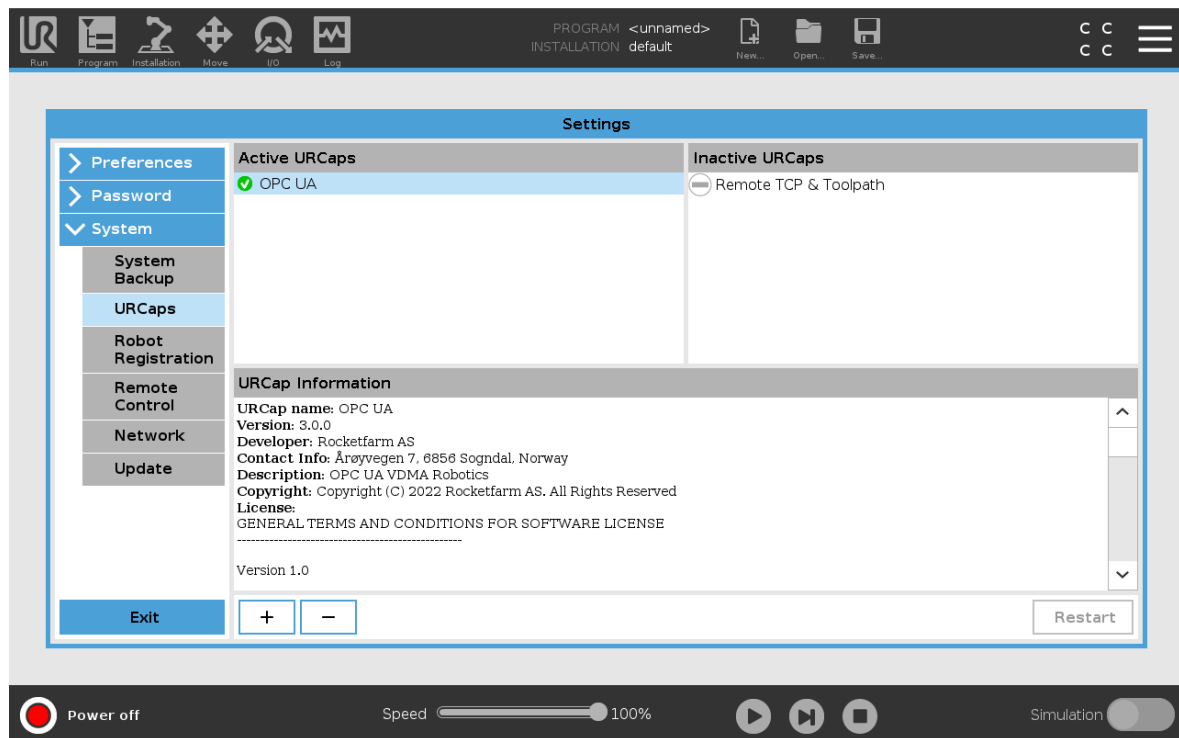 PROGRAM <unnamed>
INSTALLATION default
C C
C C
Run Program Installation Move I/O Log New... Open... Save...
Settings
Preferences
Password
System
System
Backup
URCaps
Robot
Registration
Remote
Control
Network
Update
Exit
Active URCaps
OPC UA
Inactive URCaps
Remote TCP & Toolpath
URCap Information
URCap name: OPC UA
Version: 3.0.0
Developer: Rocketfarm AS
Contact Info: Årøyvegen 7, 6856 Sogndal, Norway
Description: OPC UA VDMA Robotics
Copyright: Copyright (C) 2022 Rocketfarm AS. All Rights Reserved
License:
GENERAL TERMS AND CONDITIONS FOR SOFTWARE LICENSE
-------------------------------------------------
Version 1.0
+ −
Restart
Power off
Speed 100%
Simulation